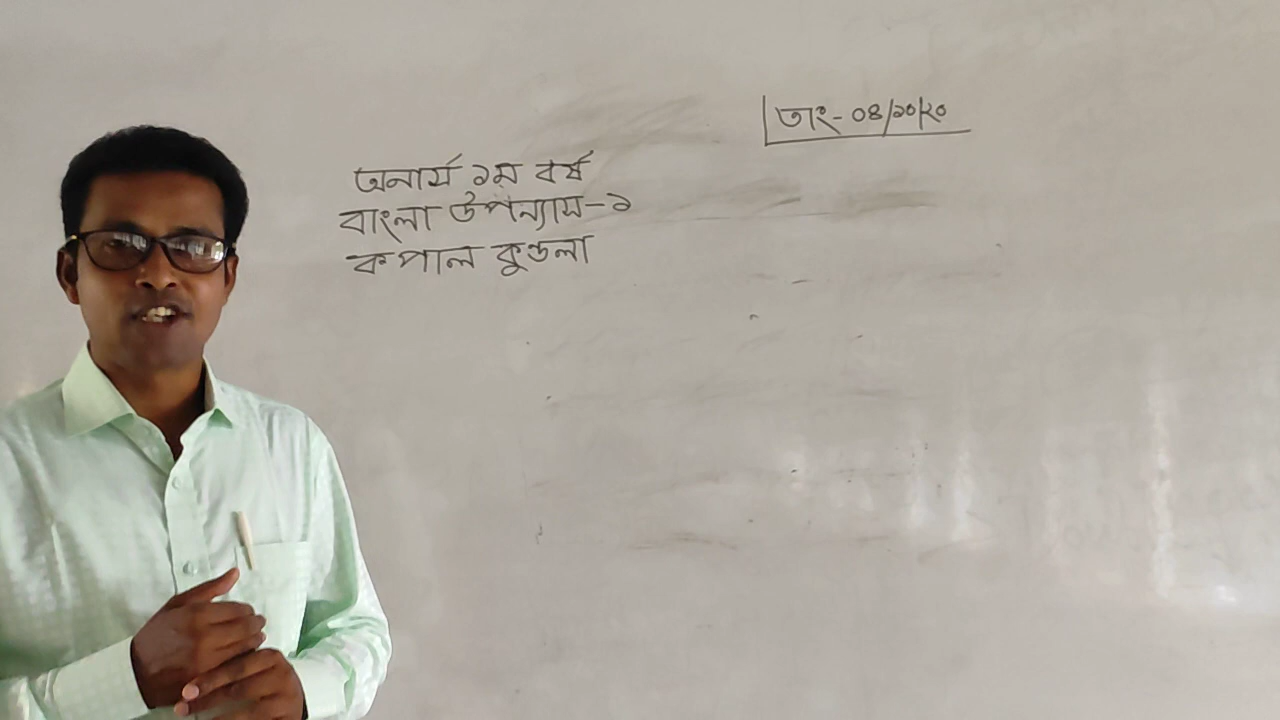 তাং- ০৪/১০/২০
অনার্য ১ম বর্ষ
বাংলা উপন্যাস-১
কপাল কুন্ডলা